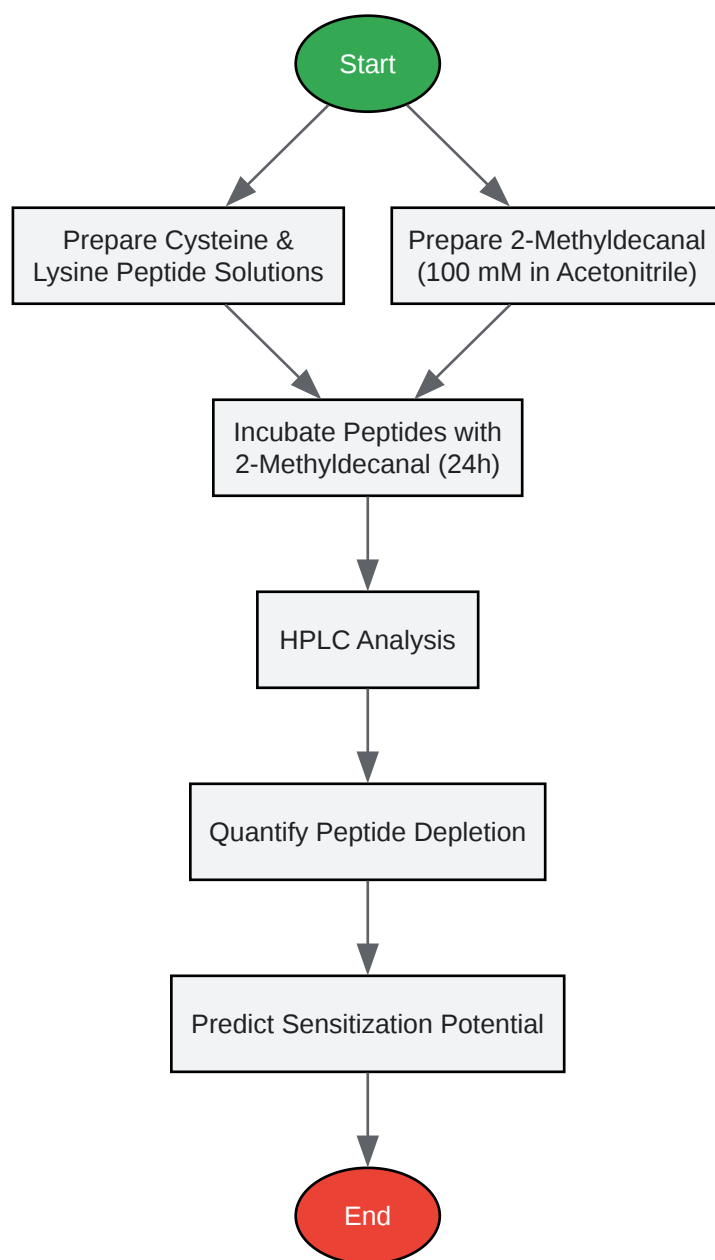 Start
Prepare Cysteine &
Lysine Peptide Solutions
Prepare 2-Methyldecanal
(100 mM in Acetonitrile)
Incubate Peptides with
2-Methyldecanal (24h)
HPLC Analysis
Quantify Peptide Depletion
Predict Sensitization Potential
End